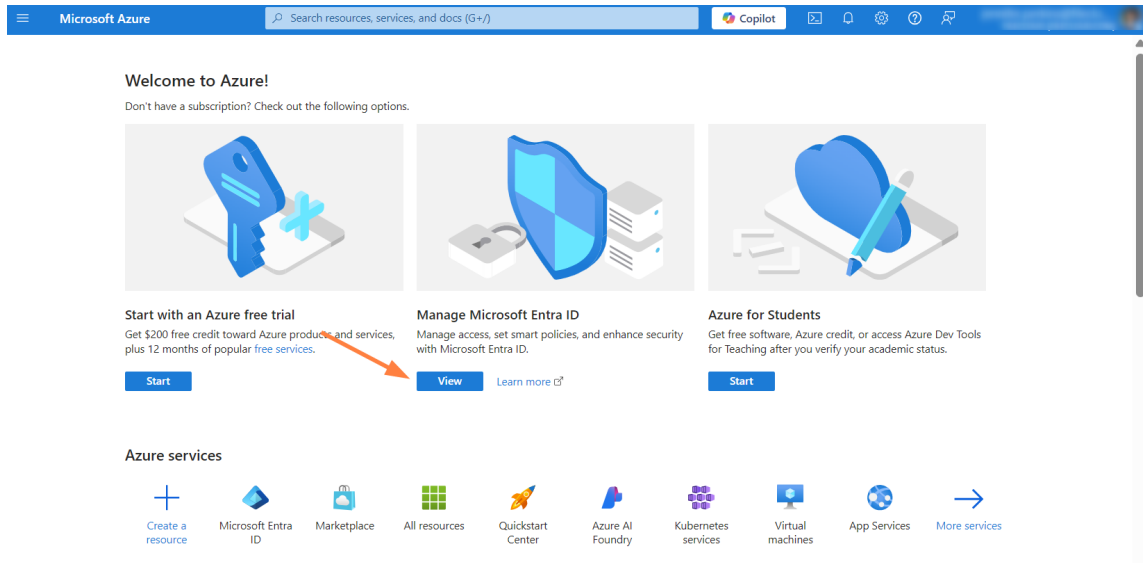 Microsoft Azure
Search resources, services, and docs (G+/)
Copilot
Welcome to Azure!
Don't have a subscription? Check out the following options.
Start with an Azure free trial
Get $200 free credit toward Azure products and services,
plus 12 months of popular free services.
Start
Manage Microsoft Entra ID
Manage access, set smart policies, and enhance security
with Microsoft Entra ID.
View
Learn more
Azure for Students
Get free software, Azure credit, or access Azure Dev Tools
for Teaching after you verify your academic status.
Start
Azure services
Create a
resource
Microsoft Entra
ID
Marketplace
All resources
Quickstart
Center
Azure AI
Foundry
Kubernetes
services
Virtual
machines
App Services
More services